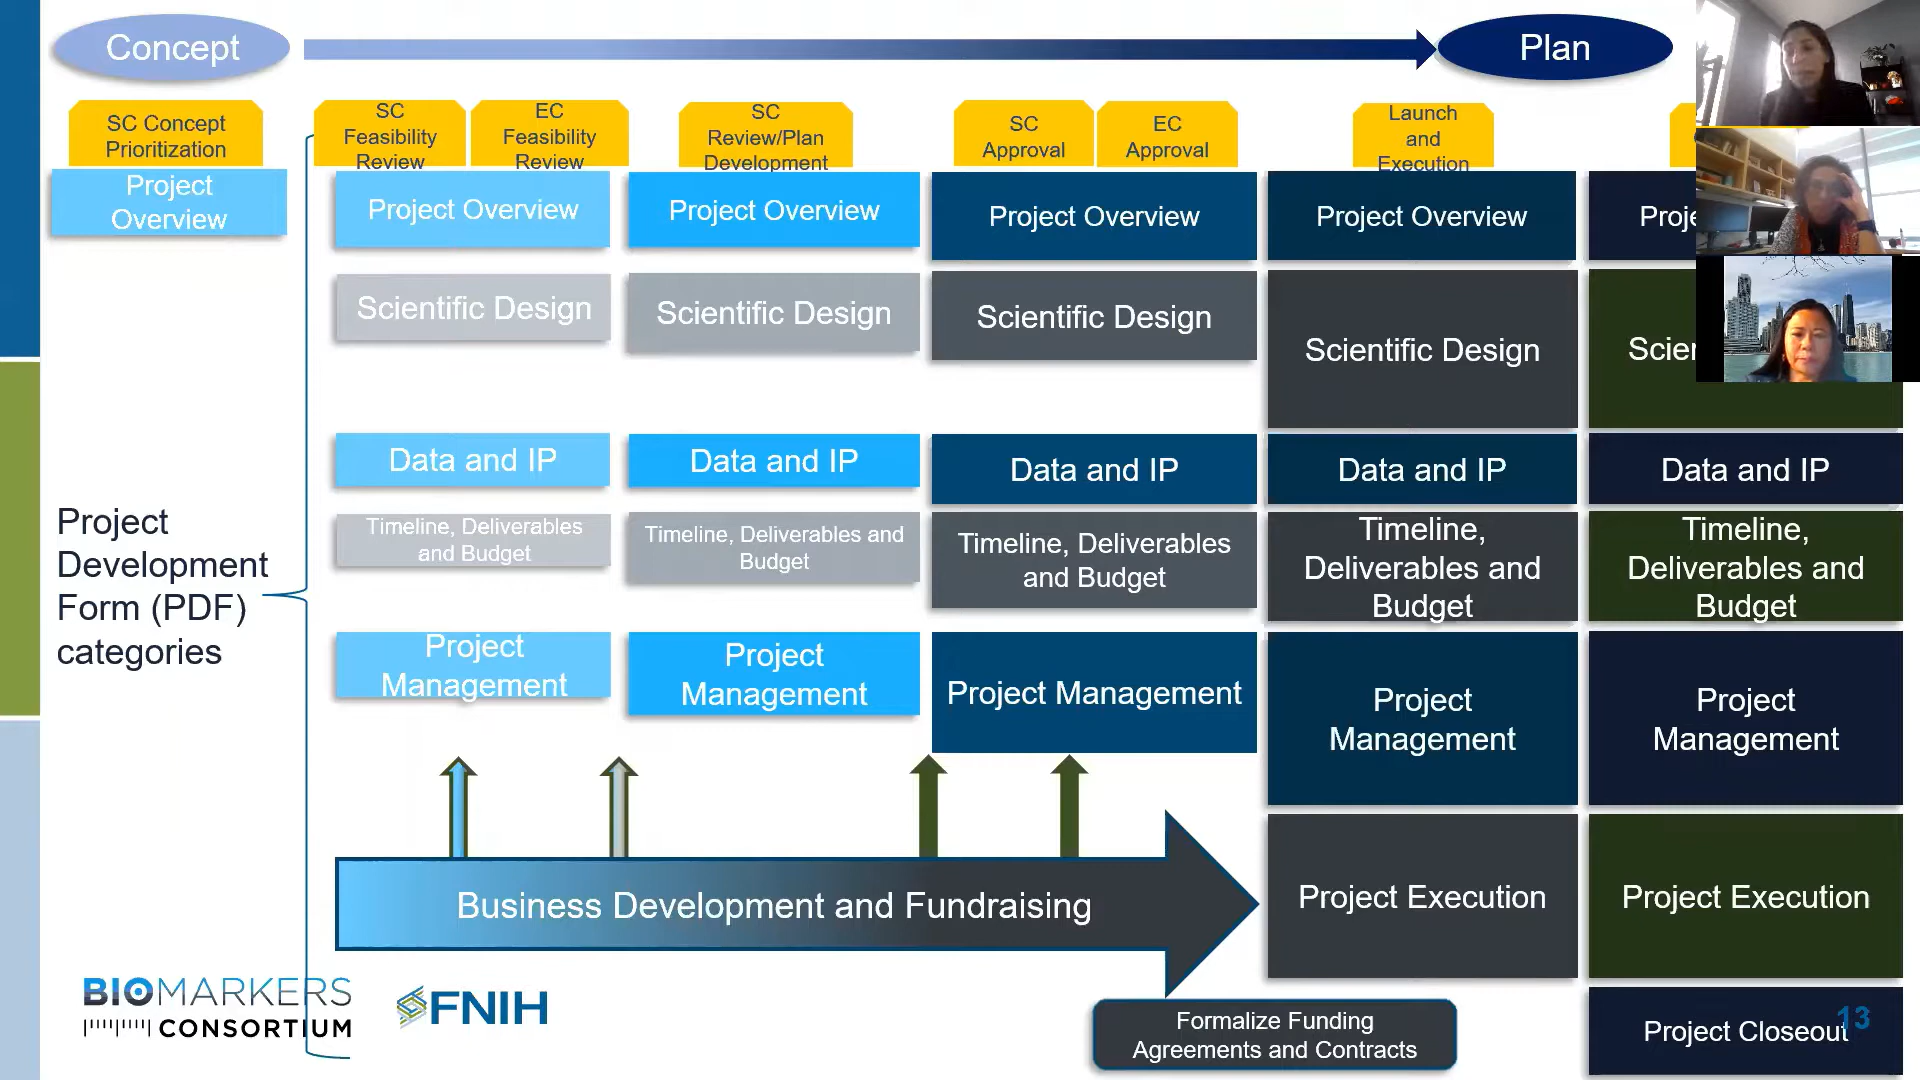 Concept
Plan
SC Concept
Prioritization
SC
Feasibility
Review
EC
Feasibility
Review
SC
Review/Plan
Development
SC
Approval
EC
Approval
Launch
and
Execution
Project
Overview
Project Overview
Project Overview
Project Overview
Project Overview
Scientific Design
Scientific Design
Scientific Design
Scientific Design
Data and IP
Data and IP
Data and IP
Data and IP
Data and IP
Project
Development
Form (PDF)
categories
Timeline, Deliverables
and Budget
Timeline, Deliverables and
Budget
Timeline, Deliverables
and Budget
Timeline,
Deliverables and
Budget
Timeline,
Deliverables and
Budget
Project
Management
Project
Management
Project Management
Project
Management
Project
Management
Business Development and Fundraising
Project Execution
Project Execution
BIOMARKERS
CONSORTIUM
FNIH
Formalize Funding
Agreements and Contracts
Project Closeout
13